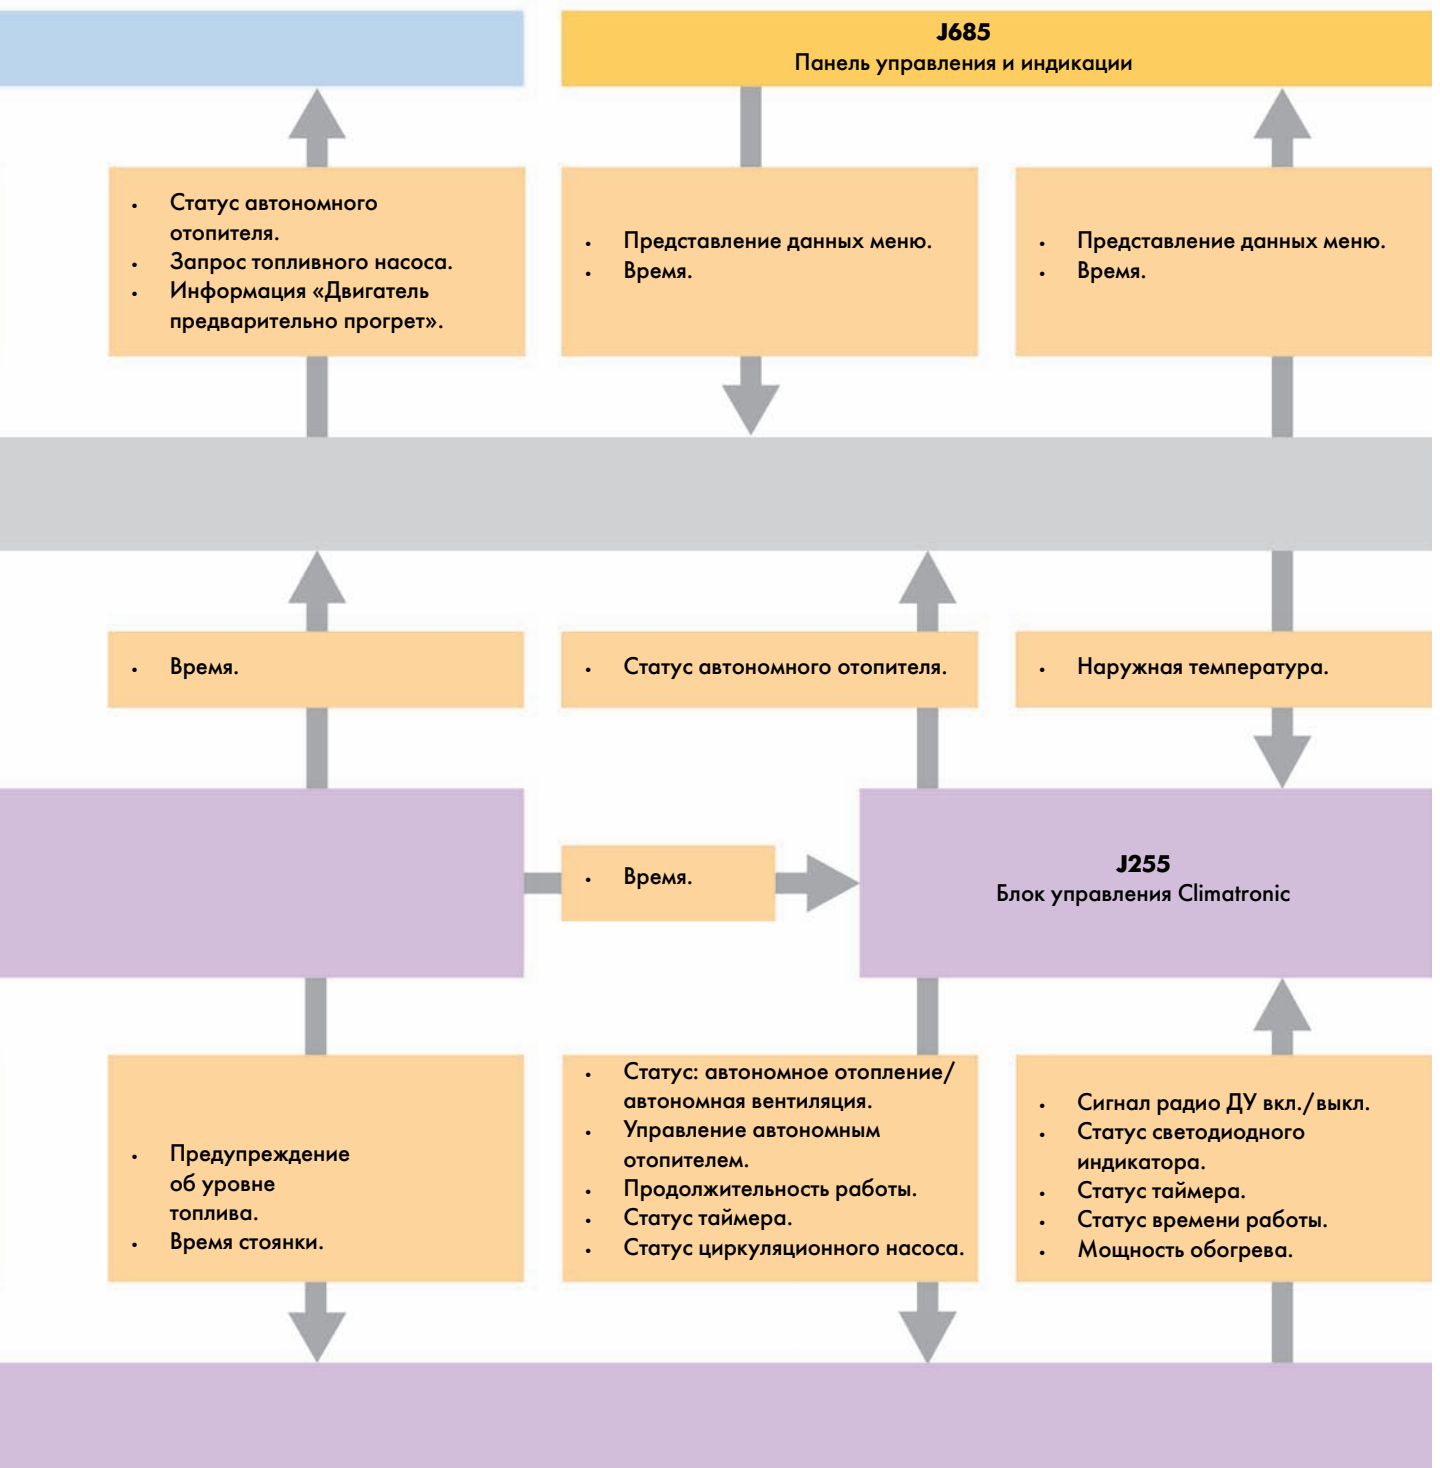 J685
Панель управления и индикации
• Статус автономного
отопителя.
• Запрос топливного насоса.
• Информация «Двигатель
предварительно прогрет».
• Представление данных меню.
• Время.
• Представление данных меню.
• Время.
• Время.
• Статус автономного отопителя.
• Наружная температура.
• Время.
J255
Блок управления Climatronic
• Предупреждение
об уровне
топлива.
• Время стоянки.
• Статус: автономное отопление/
автономная вентиляция.
• Управление автономным
отопителем.
• Продолжительность работы.
• Статус таймера.
• Статус циркуляционного насоса.
• Сигнал радио ДУ вкл./выкл.
• Статус светодиодного
индикатора.
• Статус таймера.
• Статус времени работы.
• Мощность обогрева.